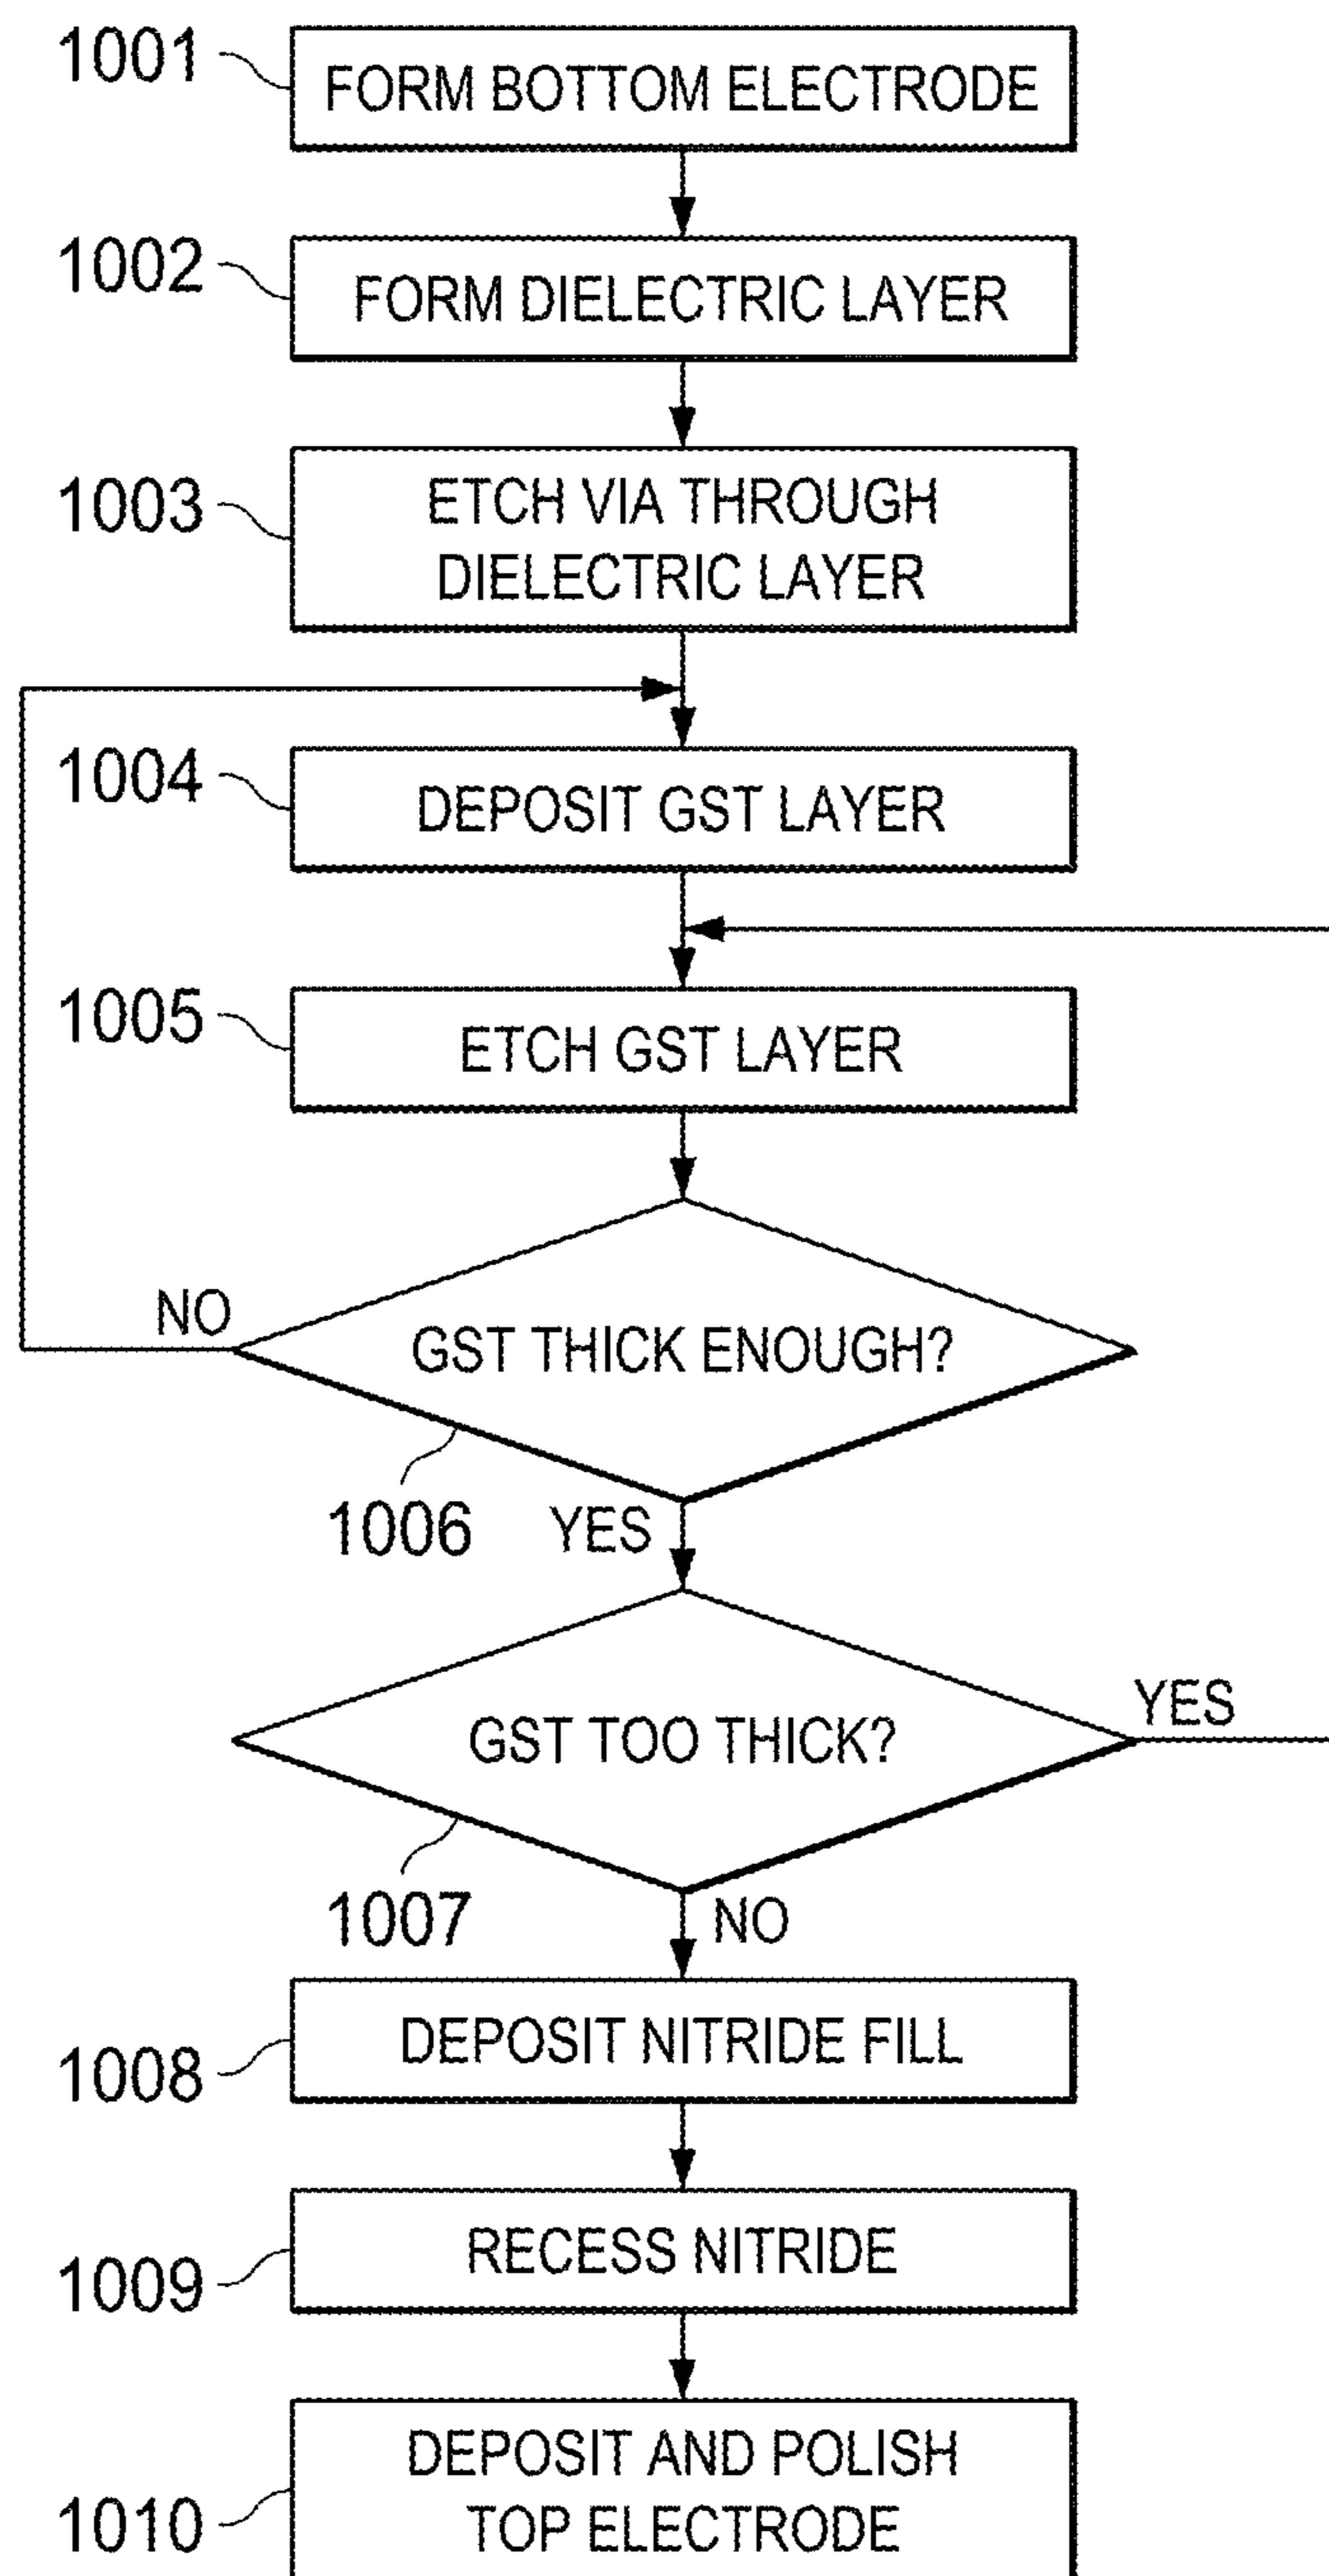 1001
FORM BOTTOM ELECTRODE
1002
FORM DIELECTRIC LAYER
1003
ETCH VIA THROUGH
DIELECTRIC LAYER
1004
DEPOSIT GST LAYER
1005
ETCH GST LAYER
NO
GST THICK ENOUGH?
1006
YES
GST TOO THICK?
YES
1007
NO
1008
DEPOSIT NITRIDE FILL
1009
RECESS NITRIDE
1010
DEPOSIT AND POLISH
TOP ELECTRODE